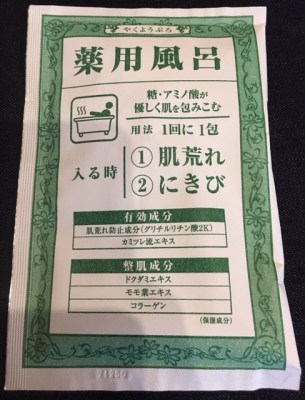 やくようぶろ
薬用風呂
糖・アミノ酸が
優しく肌を包みこむ
用法 1回に1包
入る時
①肌荒れ
②にきび
有効成分
肌荒れ防止成分(グリチルリチン酸2K)
カミツレ流エキス
整肌成分
ドクダミエキス
モモ葉エキス
コラーゲン
(保湿成分)